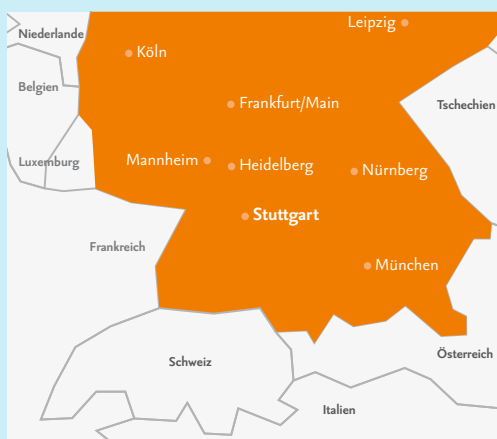 Leipzig
Niederlande
Köln
Belgien
Frankfurt/Main
Tschechien
Mannheim
Heidelberg
Luxemburg
Nürnberg
Stuttgart
Frankreich
München
Österreich
Schweiz
Italien